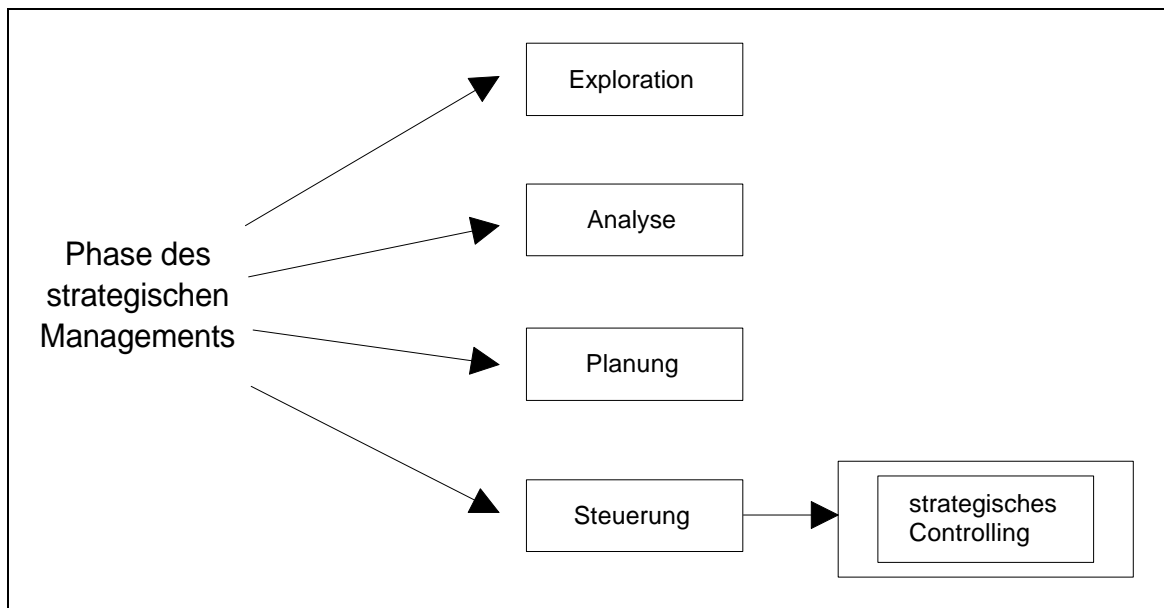 Phase des
strategischen
Managements
Exploration
Analyse
Planung
Steuerung
strategisches
Controlling